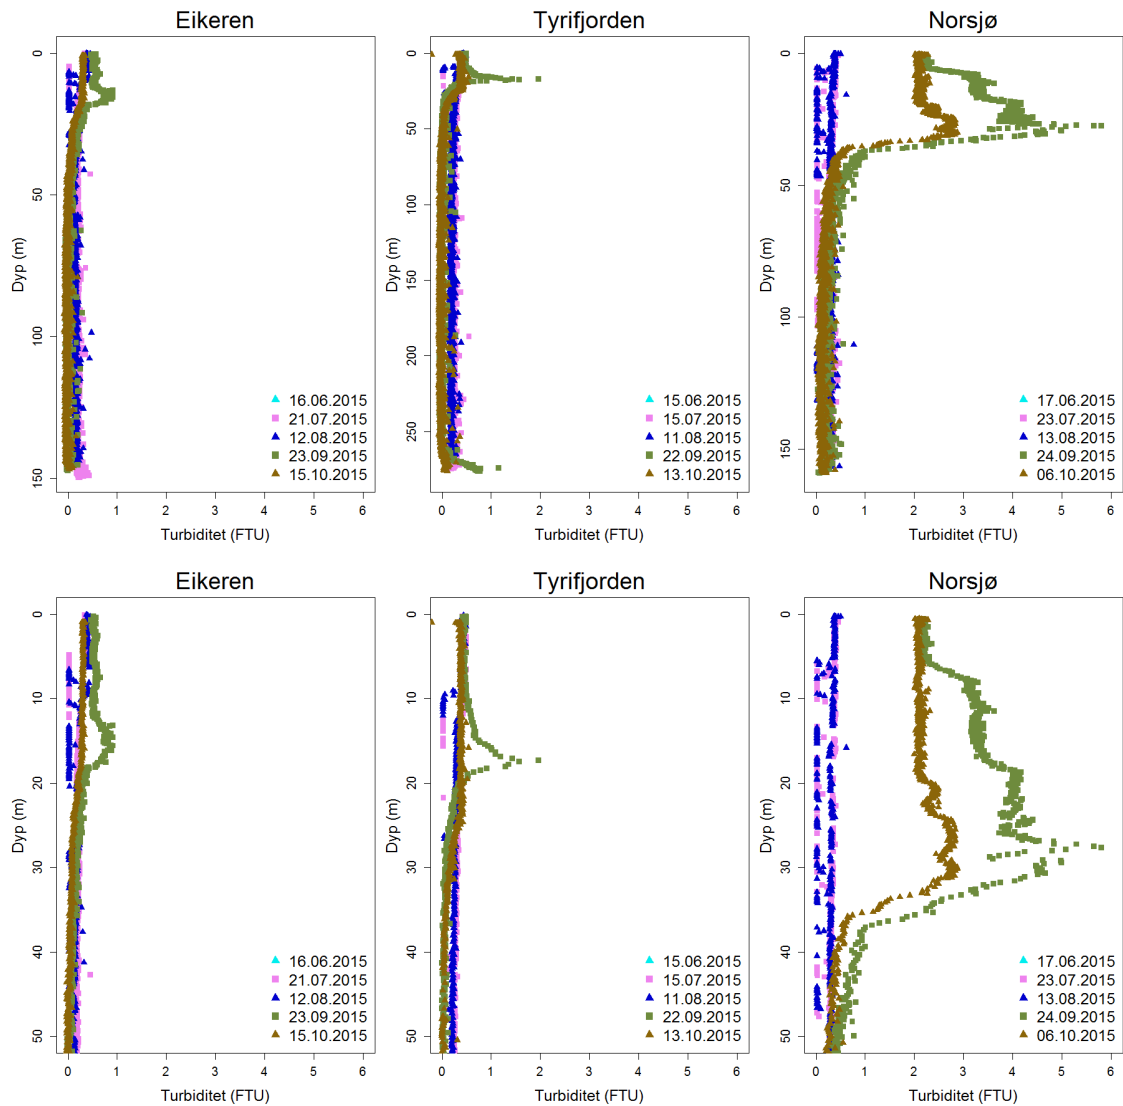 Eikeren
Tyrifjorden
Norsjø
0
50
100
150
Dyp (m)
16.06.2015
21.07.2015
12.08.2015
23.09.2015
15.10.2015
0 1 2 3 4 5 6
Turbiditet (FTU)
0
50
100
150
200
250
Dyp (m)
15.06.2015
15.07.2015
11.08.2015
22.09.2015
13.10.2015
0 1 2 3 4 5 6
Turbiditet (FTU)
0
50
100
150
Dyp (m)
17.06.2015
23.07.2015
13.08.2015
24.09.2015
06.10.2015
0 1 2 3 4 5 6
Turbiditet (FTU)
Eikeren
Tyrifjorden
Norsjø
0
10
20
30
40
50
Dyp (m)
16.06.2015
21.07.2015
12.08.2015
23.09.2015
15.10.2015
0 1 2 3 4 5 6
Turbiditet (FTU)
0
10
20
30
40
50
Dyp (m)
15.06.2015
15.07.2015
11.08.2015
22.09.2015
13.10.2015
0 1 2 3 4 5 6
Turbiditet (FTU)
0
10
20
30
40
50
Dyp (m)
17.06.2015
23.07.2015
13.08.2015
24.09.2015
06.10.2015
0 1 2 3 4 5 6
Turbiditet (FTU)